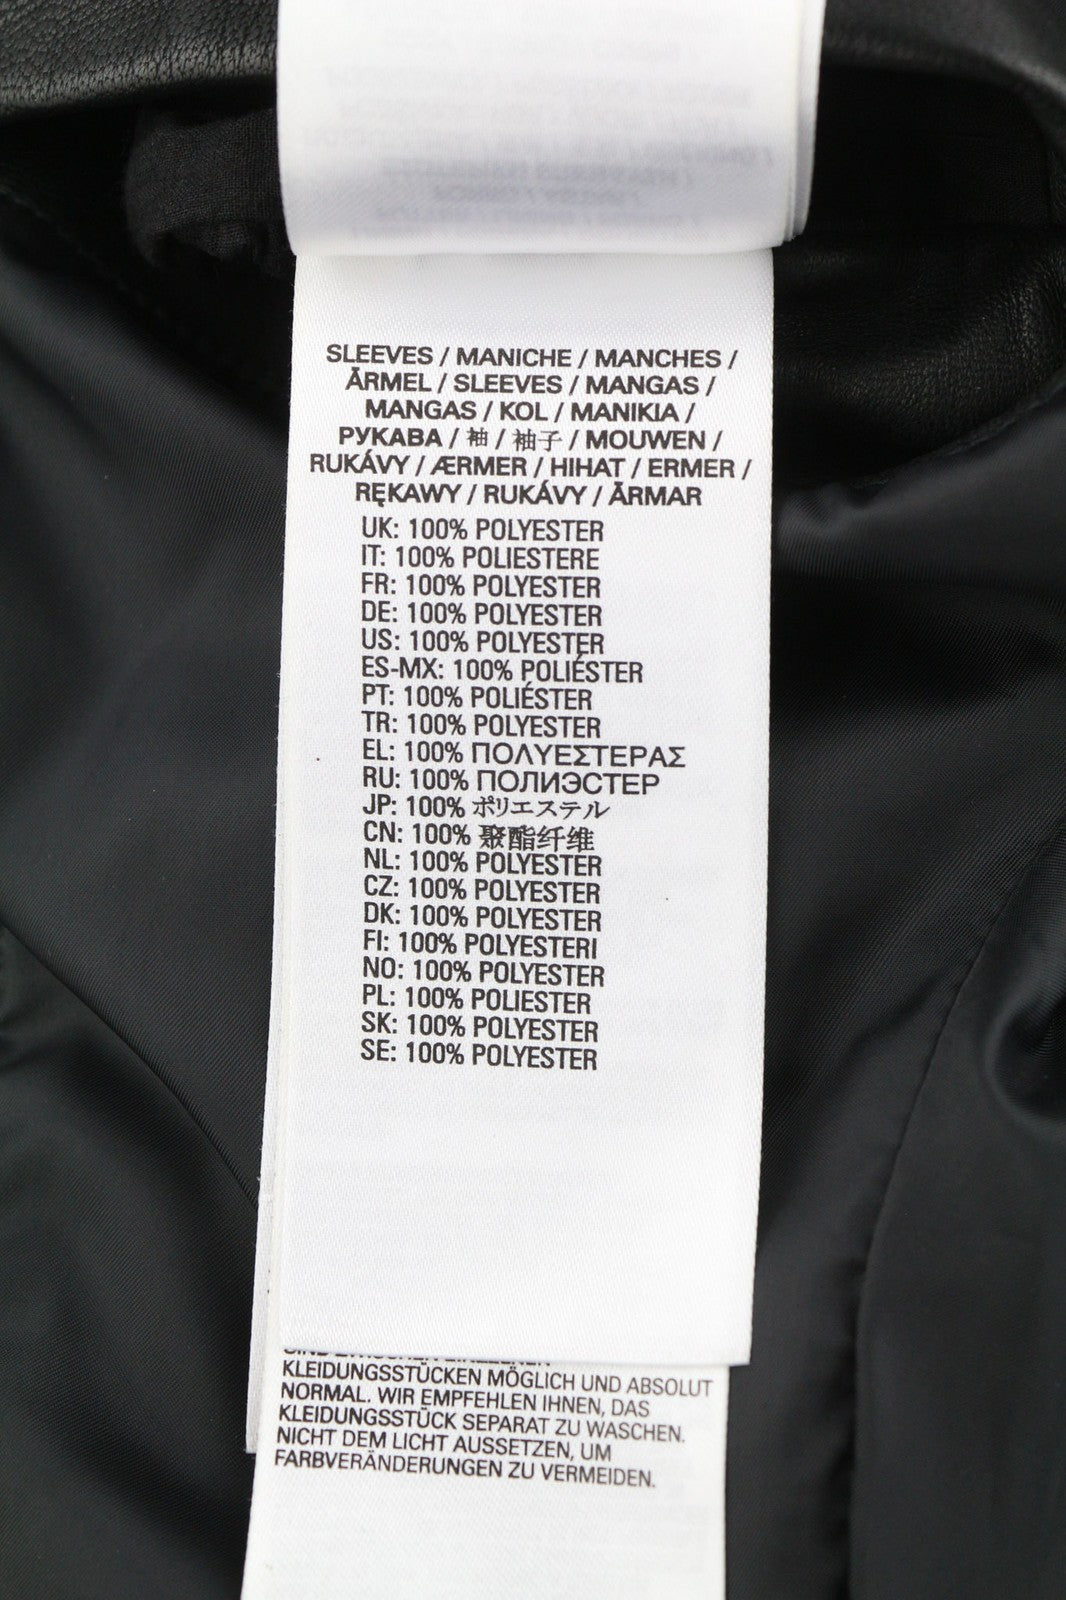 SLEEVES / MANICHE / MANCHES /
ĀRMEL / SLEEVES / MANGAS /
MANGAS / KOL / MANIKIA /
РУКАВА / 袖 / 袖子 / MOUWEN /
RUKÁVY / ÆRMER / HIHAT / ERMER /
RĘKAWY / RUKÁVY / ĀRMAR
UK: 100% POLYESTER
IT: 100% POLIESTERE
FR: 100% POLYESTER
DE: 100% POLYESTER
US: 100% POLYESTER
ES-MX: 100% POLIÉSTER
PT: 100% POLIÉSTER
TR: 100% POLYESTER
EL: 100% ΠΟΛΥΕΣΤΕΡΑΣ
RU: 100% ПОЛИЭСТЕР
JP: 100% ポリエステル
CN: 100% 聚酯纤维
NL: 100% POLYESTER
CZ: 100% POLYESTER
DK: 100% POLYESTER
FI: 100% POLYESTERI
NO: 100% POLYESTER
PL: 100% POLIESTER
SK: 100% POLYESTER
SE: 100% POLYESTER
KLEIDUNGSSTÜCKEN MÖGLICH UND ABSOLUT
NORMAL. WIR EMPFEHLEN IHNEN, DAS
KLEIDUNGSSTÜCK SEPARAT ZU WASCHEN.
NICHT DEM LICHT AUSSETZEN, UM
FARBVERÄNDERUNGEN ZU VERMEIDEN.